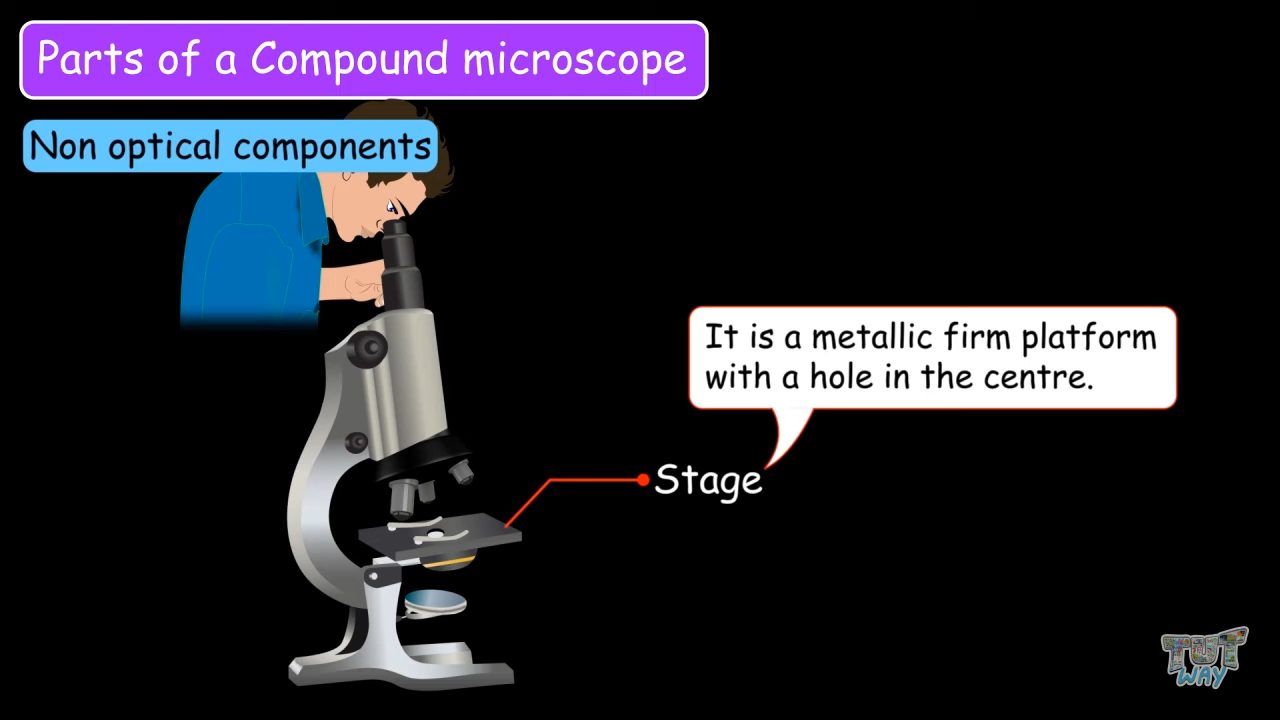 Parts of a Compound microscope
Non optical components
It is a metallic firm platform
with a hole in the centre.
Stage
TUT
WAY